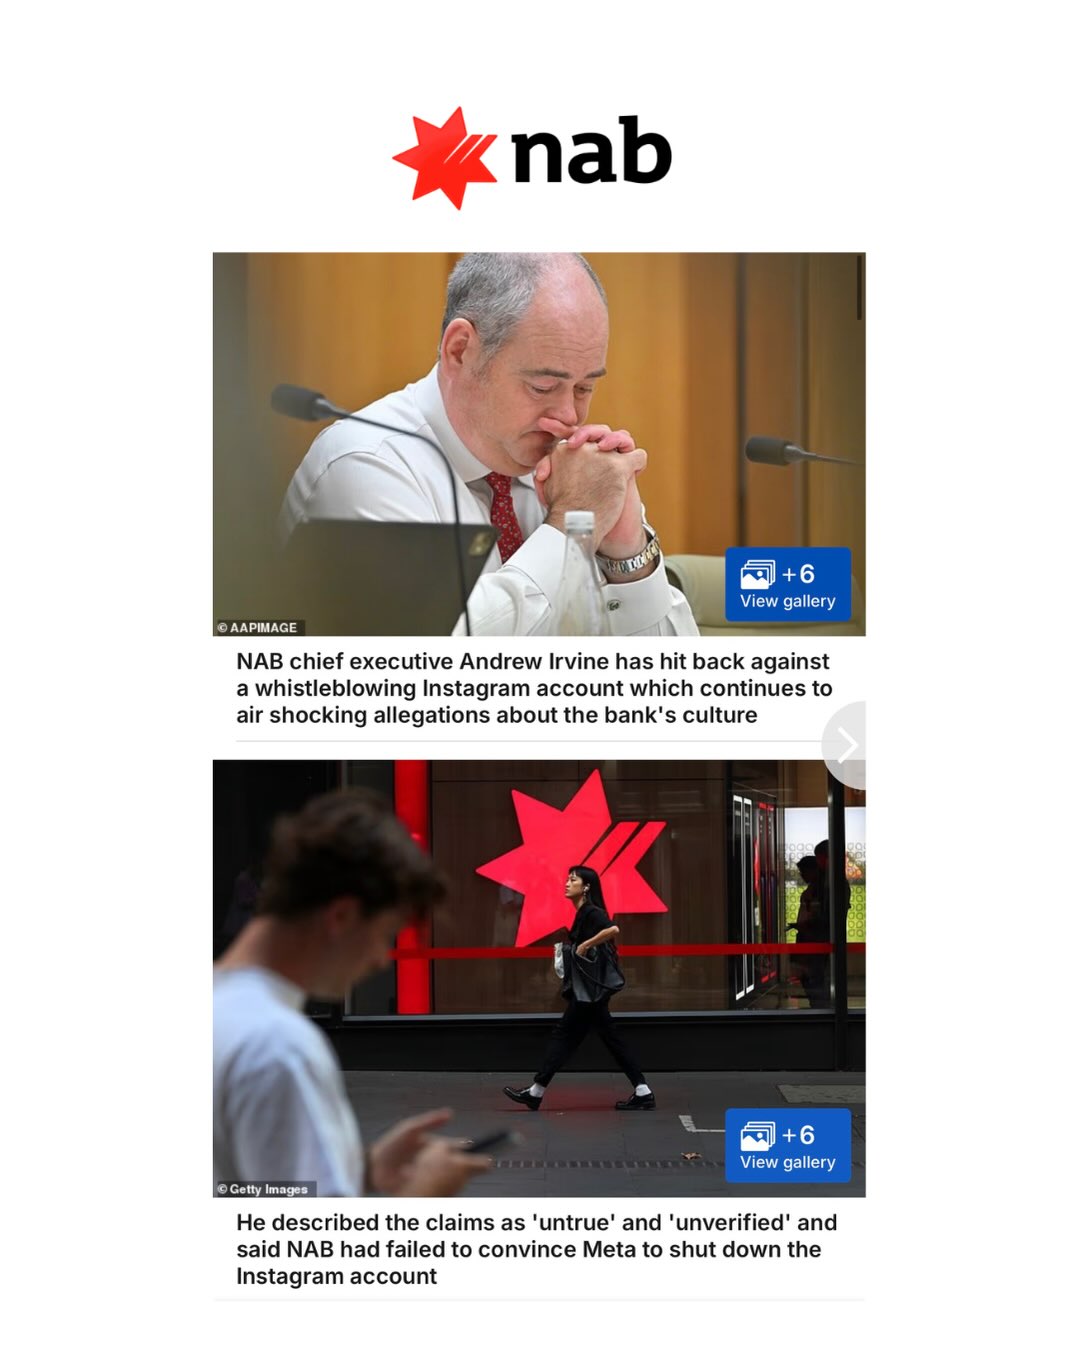 nab
+6
View gallery
© AAPIMAGE
NAB chief executive Andrew Irvine has hit back against
a whistleblowing Instagram account which continues to
air shocking allegations about the bank's culture
+6
View gallery
© Getty Images
He described the claims as 'untrue' and 'unverified' and
said NAB had failed to convince Meta to shut down the
Instagram account